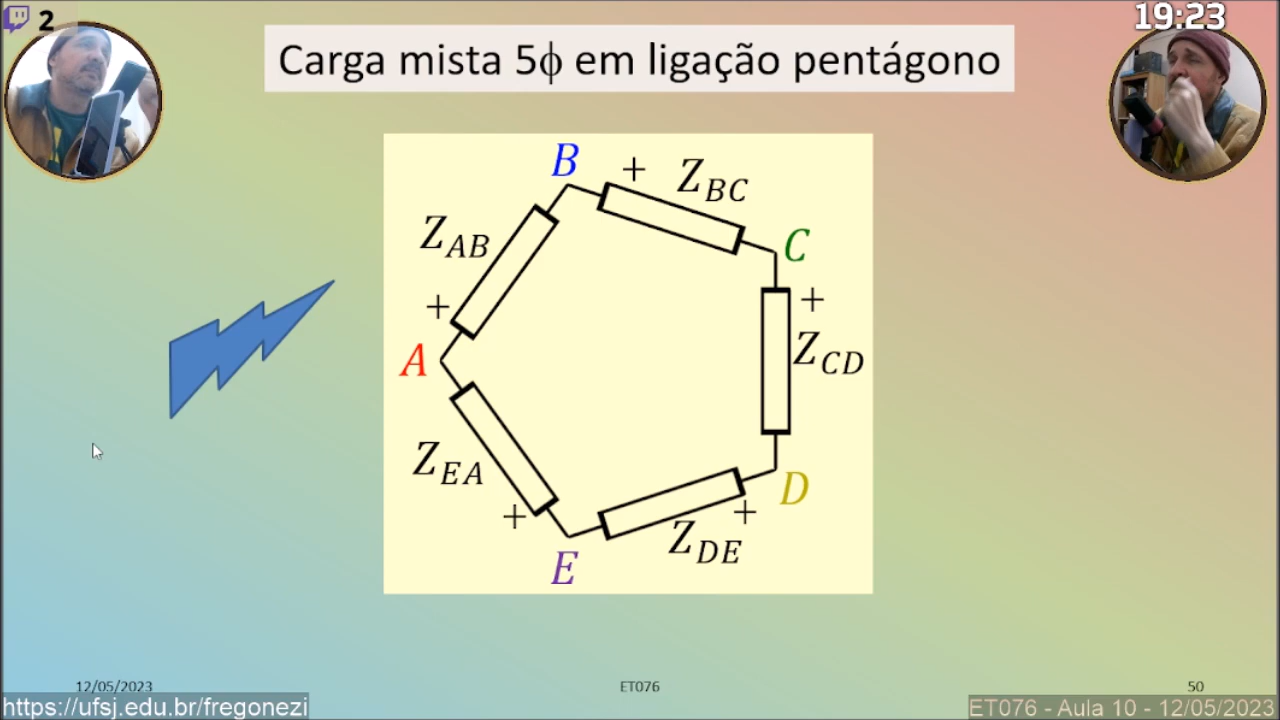 2
19:23
Carga mista 5ϕ em ligação pentágono
B
+
Z_BC
Z_AB
C
+
+
Z_CD
A
Z_EA
+
D
+
Z_DE
E
12/05/2023
ET076
50
https://ufsj.edu.br/fregonezi
ET076 - Aula 10 - 12/05/2023